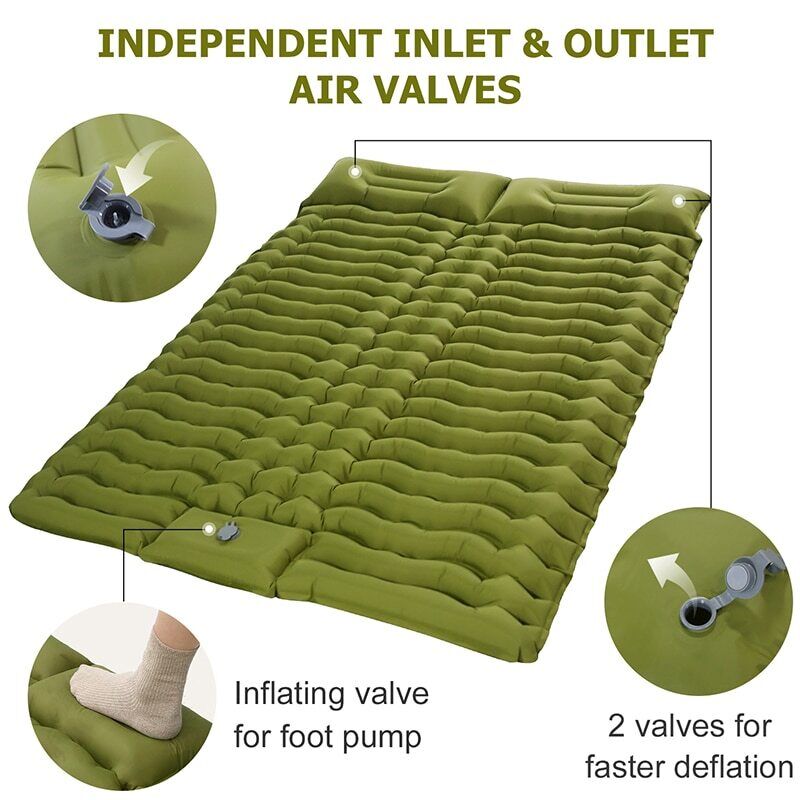 INDEPENDENT INLET & OUTLET
AIR VALVES
Inflating valve
for foot pump
2 valves for
faster deflation